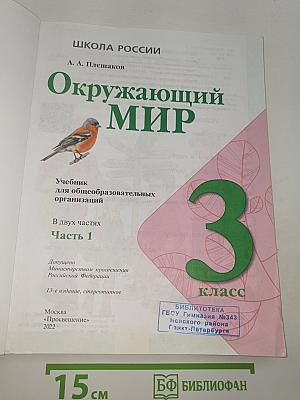 ШКОЛА РОССИИ
А. А. Плешаков
Окружающий
МИР
Учебник
для общеобразовательных
организаций
В двух частях
Часть 1
3
класс
Допущено
Министерством просвещения
Российской Федерации
13-е издание, стереотипное
Москва
«Просвещение»
2022
БИБЛИОТЕКА
ГБОУ Гимназия №343
Невского района
Санкт-Петербурга
15 см
БФ БИБЛИОФАН